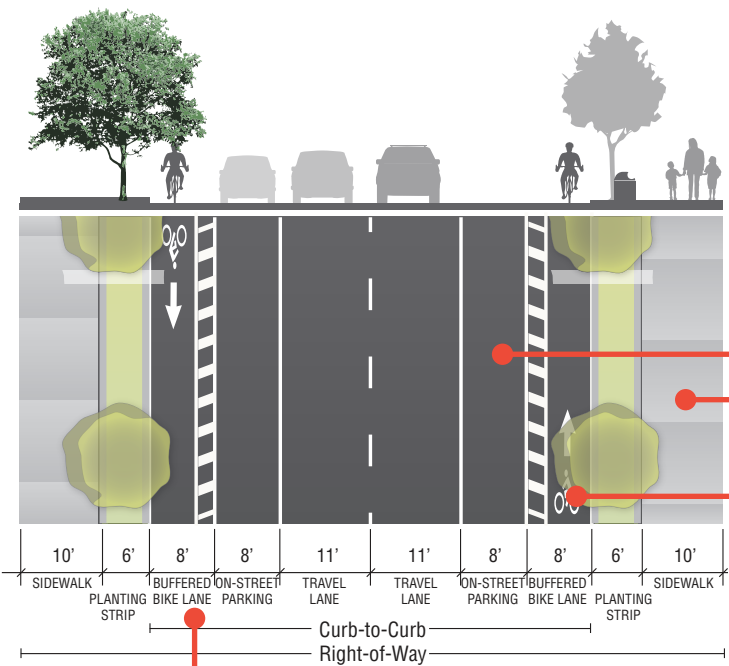 10’ 6’ 8’ 8’ 11’ 11’ 8’ 8’ 6’ 10’
SIDEWALK
PLANTING
STRIP
BUFFERED
BIKE LANE
ON-STREET
PARKING
TRAVEL
LANE
TRAVEL
LANE
ON-STREET
PARKING
BUFFERED
BIKE LANE
PLANTING
STRIP
SIDEWALK
Curb-to-Curb
Right-of-Way